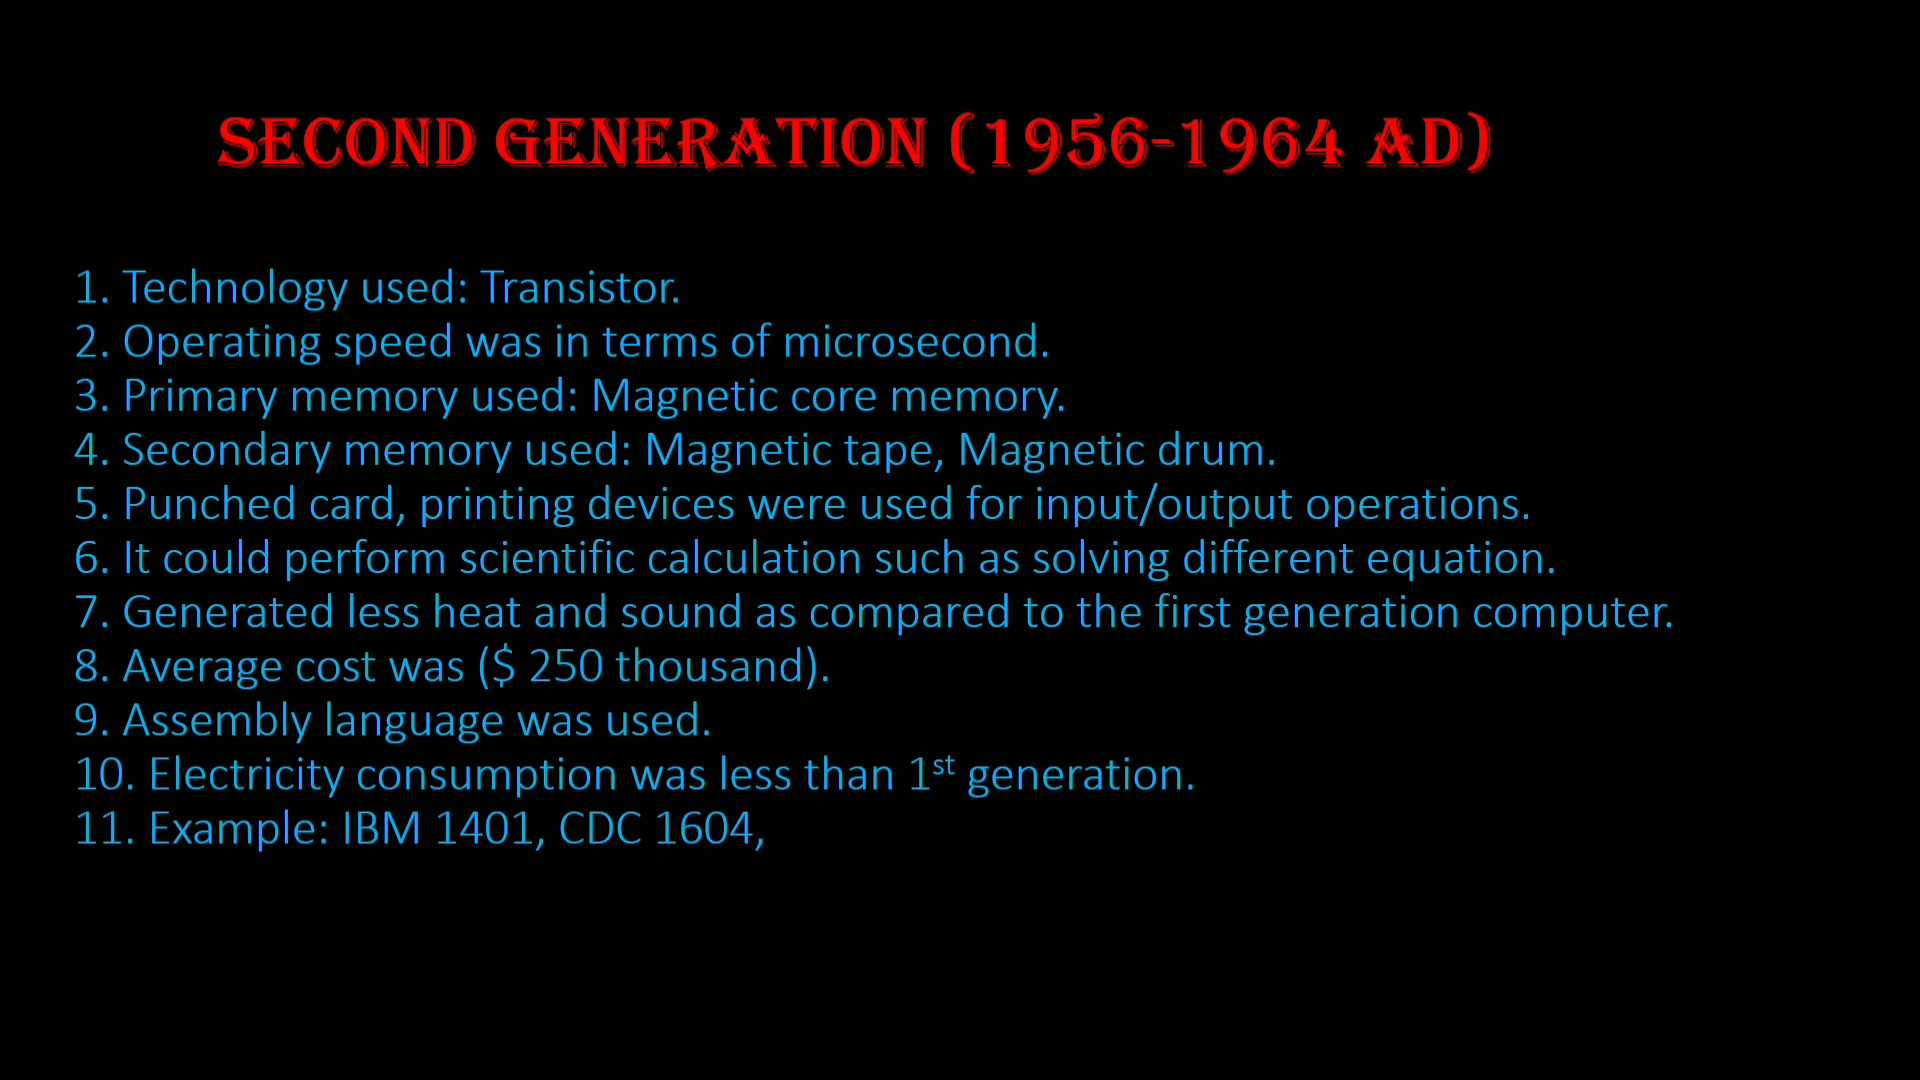 SECOND GENERATION (1956-1964 AD)
1. Technology used: Transistor.
2. Operating speed was in terms of microsecond.
3. Primary memory used: Magnetic core memory.
4. Secondary memory used: Magnetic tape, Magnetic drum.
5. Punched card, printing devices were used for input/output operations.
6. It could perform scientific calculation such as solving different equation.
7. Generated less heat and sound as compared to the first generation computer.
8. Average cost was ($ 250 thousand).
9. Assembly language was used.
10. Electricity consumption was less than 1st generation.
11. Example: IBM 1401, CDC 1604,